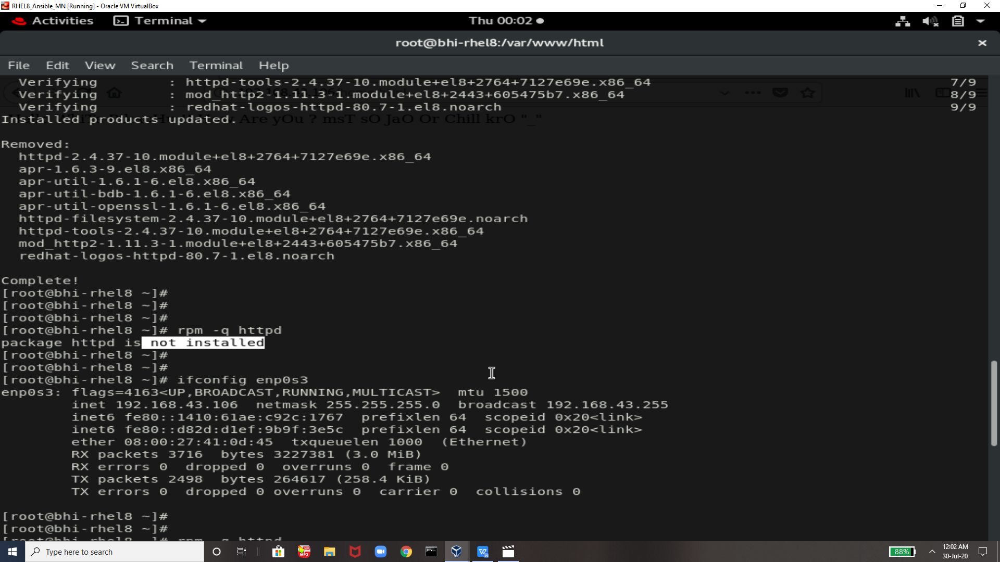 RHEL8_Ansible_MN [Running] - Oracle VM VirtualBox
Activities Terminal Thu 00:02
root@bhi-rhel8:/var/www/html
File Edit View Search Terminal Help
Verifying : httpd-tools-2.4.37-10.module+el8+2764+7127e69e.x86_64 7/9
Verifying : mod_http2-1.11.3-1.module+el8+2443+605475b7.x86_64 8/9
Verifying : redhat-logos-httpd-80.7-1.el8.noarch 9/9
Installed products updated.
Are yOu ? msT sO JaO Or Chill krO "_"
Removed:
httpd-2.4.37-10.module+el8+2764+7127e69e.x86_64
apr-1.6.3-9.el8.x86_64
apr-util-1.6.1-6.el8.x86_64
apr-util-bdb-1.6.1-6.el8.x86_64
apr-util-openssl-1.6.1-6.el8.x86_64
httpd-filesystem-2.4.37-10.module+el8+2764+7127e69e.noarch
httpd-tools-2.4.37-10.module+el8+2764+7127e69e.x86_64
mod_http2-1.11.3-1.module+el8+2443+605475b7.x86_64
redhat-logos-httpd-80.7-1.el8.noarch
Complete!
[root@bhi-rhel8 ~]#
[root@bhi-rhel8 ~]#
[root@bhi-rhel8 ~]#
[root@bhi-rhel8 ~]# rpm -q httpd
package httpd is not installed
[root@bhi-rhel8 ~]#
[root@bhi-rhel8 ~]#
[root@bhi-rhel8 ~]# ifconfig enp0s3
enp0s3: flags=4163<UP,BROADCAST,RUNNING,MULTICAST> mtu 1500
inet 192.168.43.106 netmask 255.255.255.0 broadcast 192.168.43.255
inet6 fe80::1410:61ae:c92c:1767 prefixlen 64 scopeid 0x20<link>
inet6 fe80::d82d:d1ef:9b9f:3e5c prefixlen 64 scopeid 0x20<link>
ether 08:00:27:41:0d:45 txqueuelen 1000 (Ethernet)
RX packets 3716 bytes 3227381 (3.0 MiB)
RX errors 0 dropped 0 overruns 0 frame 0
TX packets 2498 bytes 264617 (258.4 KiB)
TX errors 0 dropped 0 overruns 0 carrier 0 collisions 0
[root@bhi-rhel8 ~]#
[root@bhi-rhel8 ~]#
[root@bhi-rhel8 ~]# rpm -q httpd
Type here to search
MP3
88%
12:02 AM
30-Jul-20